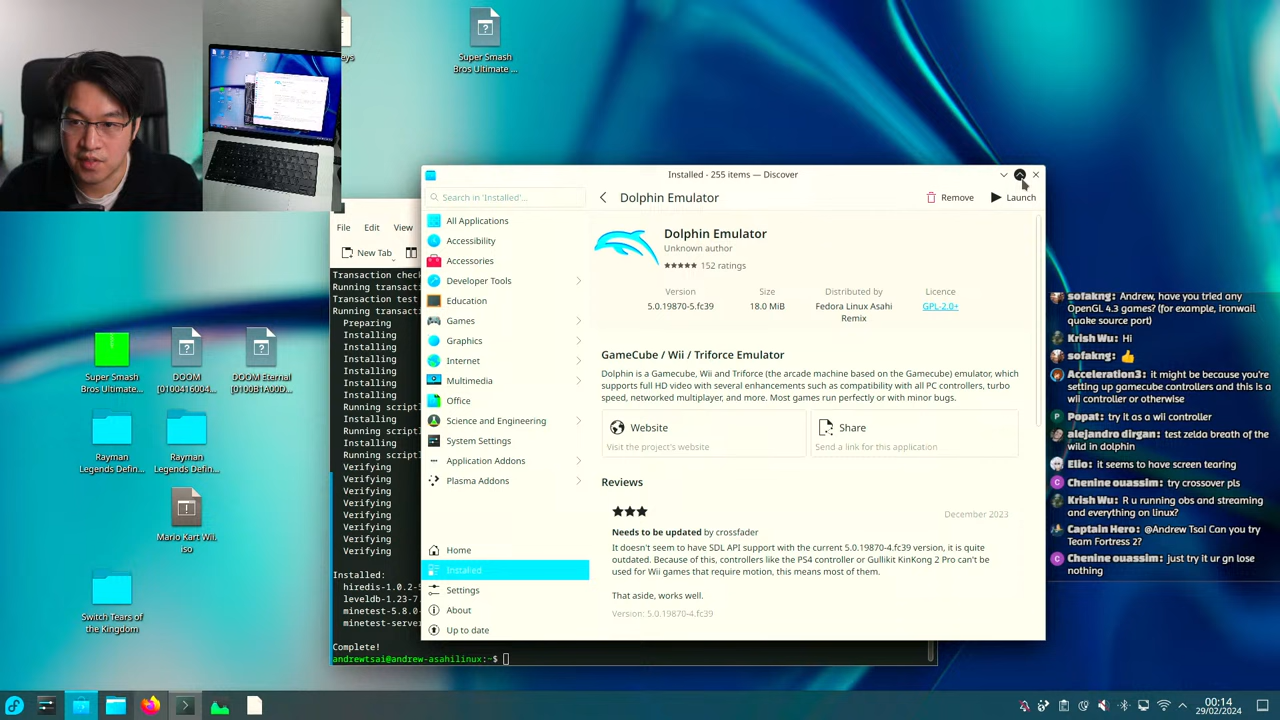 eys
Super Smash
Bros Ultimate ...
Installed - 255 items — Discover
Search in 'Installed'...
Dolphin Emulator
Remove
Launch
File
Edit
View
New Tab
Transaction chec
Running transact
Transaction test
Running transact
Preparing
Installing
Installing
Installing
Installing
Installing
Installing
Running script
Installing
Running script
Installing
Running script
Verifying
Verifying
Verifying
Verifying
Verifying
Verifying
Verifying
Installed:
hiredis-1.0.2-
leveldb-1.23-7
minetest-5.8.0
minetest-server
Complete!
andrewtsai@andrew-asahilinux:~$
All Applications
Accessibility
Accessories
Developer Tools
Education
Games
Graphics
Internet
Multimedia
Office
Science and Engineering
System Settings
Application Addons
Plasma Addons
Home
Installed
Settings
About
Up to date
Dolphin Emulator
Unknown author
★★★★★ 152 ratings
Version
5.0.19870-5.fc39
Size
18.0 MiB
Distributed by
Fedora Linux Asahi
Remix
Licence
GPL-2.0+
GameCube / Wii / Triforce Emulator
Dolphin is a Gamecube, Wii and Triforce (the arcade machine based on the Gamecube) emulator, which
supports full HD video with several enhancements such as compatibility with all PC controllers, turbo
speed, networked multiplayer, and more. Most games run perfectly or with minor bugs.
Website
Visit the project's website
Share
Send a link for this application
Reviews
★★★
December 2023
Needs to be updated by crossfader
It doesn't seem to have SDL API support with the current 5.0.19870-4.fc39 version, it is quite
outdated. Because of this, controllers like the PS4 controller or Gullikit KinKong 2 Pro can't be
used for Wii games that require motion, this means most of them.
That aside, works well.
Version: 5.0.19870-4.fc39
Super Smash
Bros Ultimate...
DOOM
DOOM Eternal
Rayman
Legends Defin...
Rayman
Legends Defin...
Mario Kart Wii.
iso
Switch Tears of
the Kingdom
sofakng: Andrew, have you tried any
OpenGL 4.3 games? (for example, ironwail
quake source port)
Krish Wu: Hi
sofakng: 👍
Acceleration3: it might be because you're
setting up gamecube controllers and this is a
wii controller or otherwise
Popat: try it as a wii controller
alejandro dirgan: test zelda breath of the
wild in dolphin
Elio: it seems to have screen tearing
Chenine ouassim: try crossover pls
Krish Wu: R u running obs and streaming
and everything on linux?
Captain Hero: @Andrew Tsai Can you try
Team Fortress 2?
Chenine ouassim: just try it ur gn lose
nothing
00:14
29/02/2024